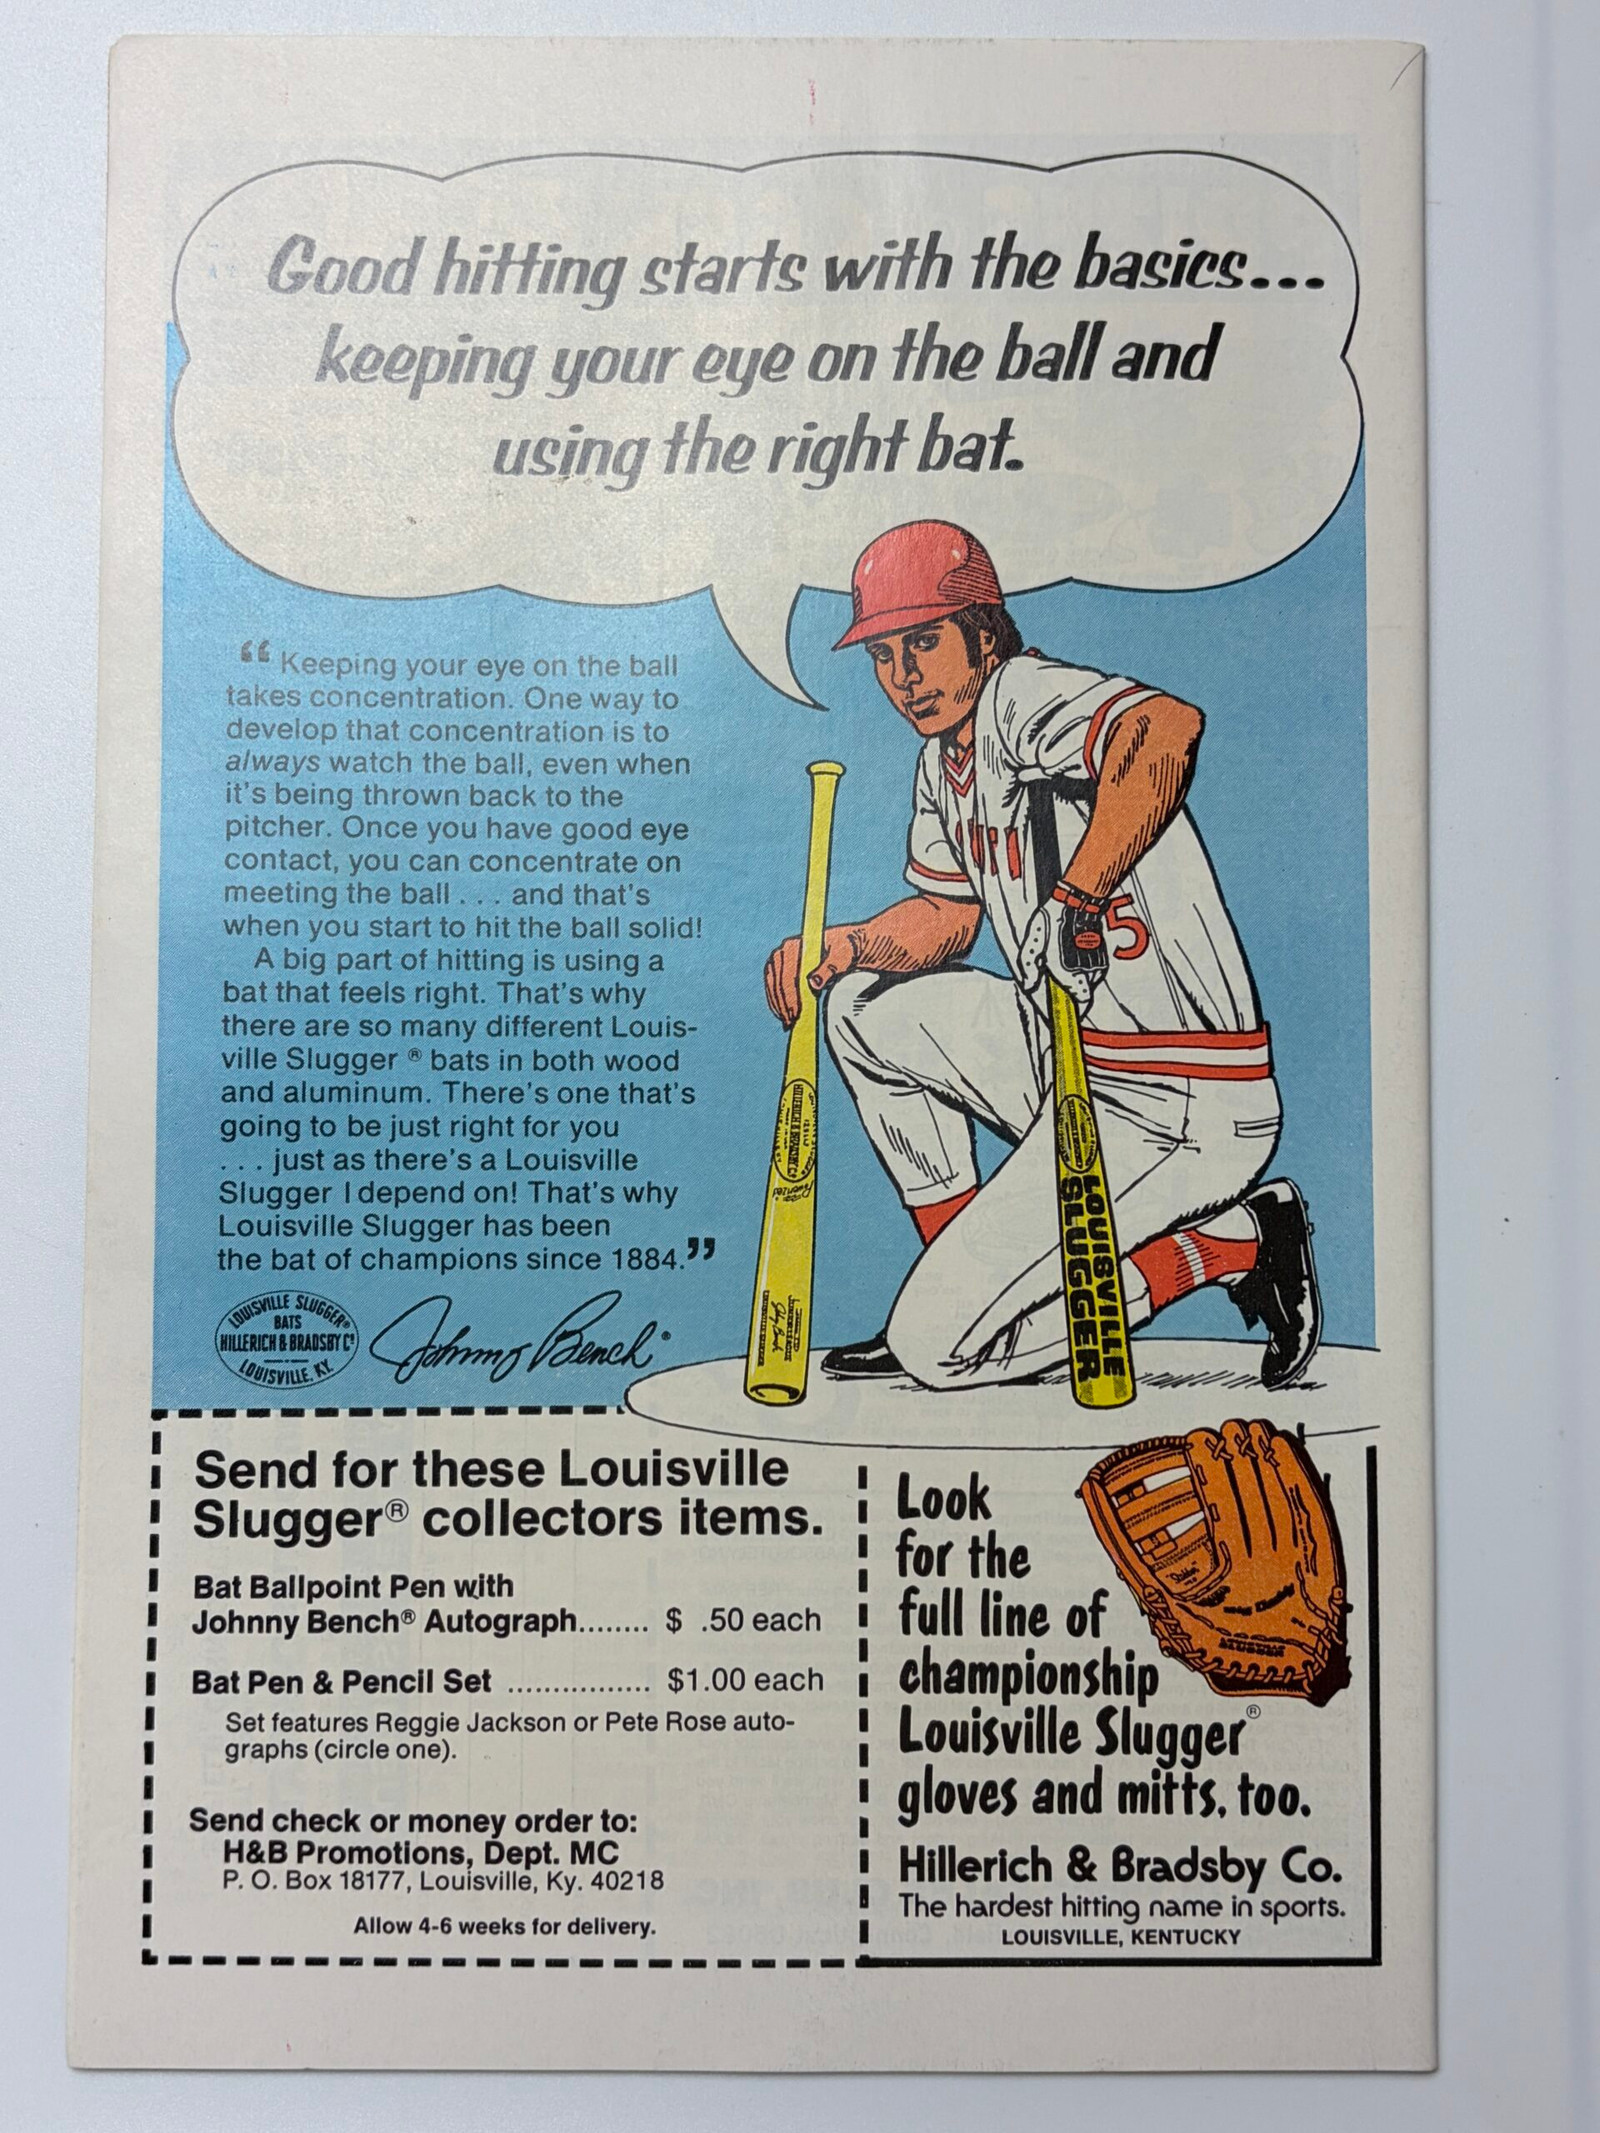 Good hitting starts with the basics...
keeping your eye on the ball and
using the right bat.
“Keeping your eye on the ball
takes concentration. One way to
develop that concentration is to
always watch the ball, even when
it's being thrown back to the
pitcher. Once you have good eye
contact, you can concentrate on
meeting the ball . . . and that's
when you start to hit the ball solid!
A big part of hitting is using a
bat that feels right. That's why
there are so many different Louis-
ville Slugger ® bats in both wood
and aluminum. There's one that's
going to be just right for you
. . . just as there's a Louisville
Slugger I depend on! That's why
Louisville Slugger has been
the bat of champions since 1884.”
LOUISVILLE SLUGGER®
BATS
HILLERICH & BRADSBY Cº
LOUISVILLE. KY.
Johnny Bench®
5
HILLERICH & BRADSBY Cº
LOUISVILLE
SLUGGER
Send for these Louisville
Slugger® collectors items.
Bat Ballpoint Pen with
Johnny Bench® Autograph........ $ .50 each
Bat Pen & Pencil Set ................ $1.00 each
Set features Reggie Jackson or Pete Rose auto-
graphs (circle one).
Send check or money order to:
H&B Promotions, Dept. MC
P. O. Box 18177, Louisville, Ky. 40218
Allow 4-6 weeks for delivery.
Look
for the
full line of
championship
Louisville Slugger®
gloves and mitts, too.
Hillerich & Bradsby Co.
The hardest hitting name in sports.
LOUISVILLE, KENTUCKY